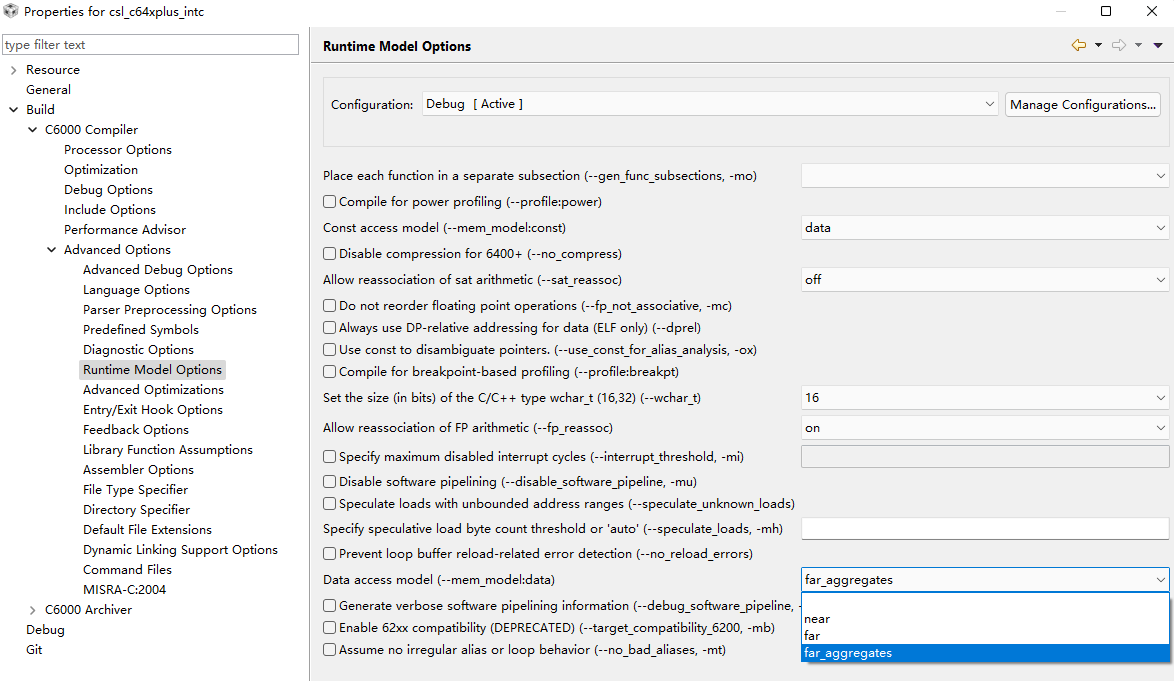 Properties for csl_c64xplus_intc
type filter text
Resource
General
Build
C6000 Compiler
Processor Options
Optimization
Debug Options
Include Options
Performance Advisor
Advanced Options
Advanced Debug Options
Language Options
Parser Preprocessing Options
Predefined Symbols
Diagnostic Options
Runtime Model Options
Advanced Optimizations
Entry/Exit Hook Options
Feedback Options
Library Function Assumptions
Assembler Options
File Type Specifier
Directory Specifier
Default File Extensions
Dynamic Linking Support Options
Command Files
MISRA-C:2004
C6000 Archiver
Debug
Git
Runtime Model Options
Configuration: Debug [ Active ] Manage Configurations...
Place each function in a separate subsection (--gen_func_subsections, -mo)
Compile for power profiling (--profile:power)
Const access model (--mem_model:const) data
Disable compression for 6400+ (--no_compress)
Allow reassociation of sat arithmetic (--sat_reassoc) off
Do not reorder floating point operations (--fp_not_associative, -mc)
Always use DP-relative addressing for data (ELF only) (--dprel)
Use const to disambiguate pointers. (--use_const_for_alias_analysis, -ox)
Compile for breakpoint-based profiling (--profile:breakpt)
Set the size (in bits) of the C/C++ type wchar_t (16,32) (--wchar_t) 16
Allow reassociation of FP arithmetic (--fp_reassoc) on
Specify maximum disabled interrupt cycles (--interrupt_threshold, -mi)
Disable software pipelining (--disable_software_pipeline, -mu)
Speculate loads with unbounded address ranges (--speculate_unknown_loads)
Specify speculative load byte count threshold or 'auto' (--speculate_loads, -mh)
Prevent loop buffer reload-related error detection (--no_reload_errors)
Data access model (--mem_model:data) far_aggregates
Generate verbose software pipelining information (--debug_software_pipeline, -
near
Enable 62xx compatibility (DEPRECATED) (--target_compatibility_6200, -mb)
far
Assume no irregular alias or loop behavior (--no_bad_aliases, -mt)
far_aggregates